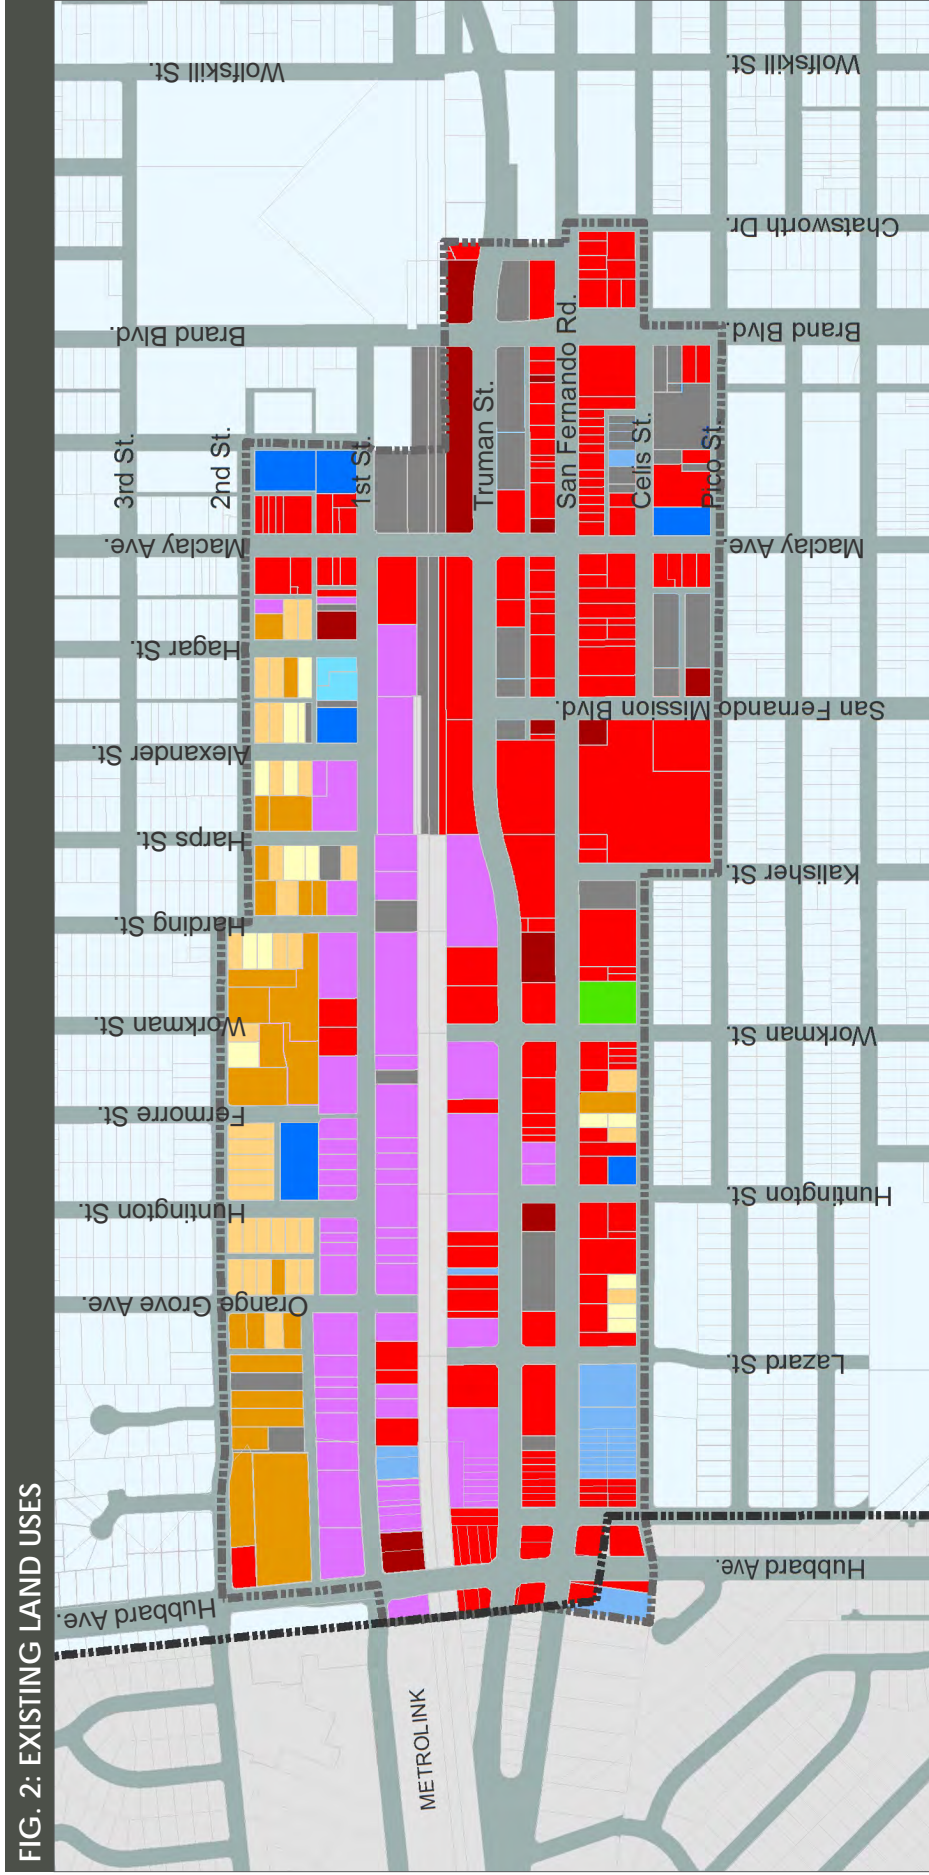 FIG. 2: EXISTING LAND USES
Wolfskill St.
Wolfskill St.
Chatsworth Dr.
Brand Blvd.
Brand Blvd.
3rd St.
2nd St.
1st St.
Truman St.
San Fernando Rd.
Celis St.
Pico St.
Maclay Ave.
Maclay Ave.
Hagar St.
San Fernando Mission Blvd.
Alexander St.
Harps St.
Kalisher St.
Harding St.
Workman St.
Workman St.
Fermorre St.
Huntington St.
Huntington St.
Orange Grove Ave.
Lazard St.
Hubbard Ave.
Hubbard Ave.
METROLINK